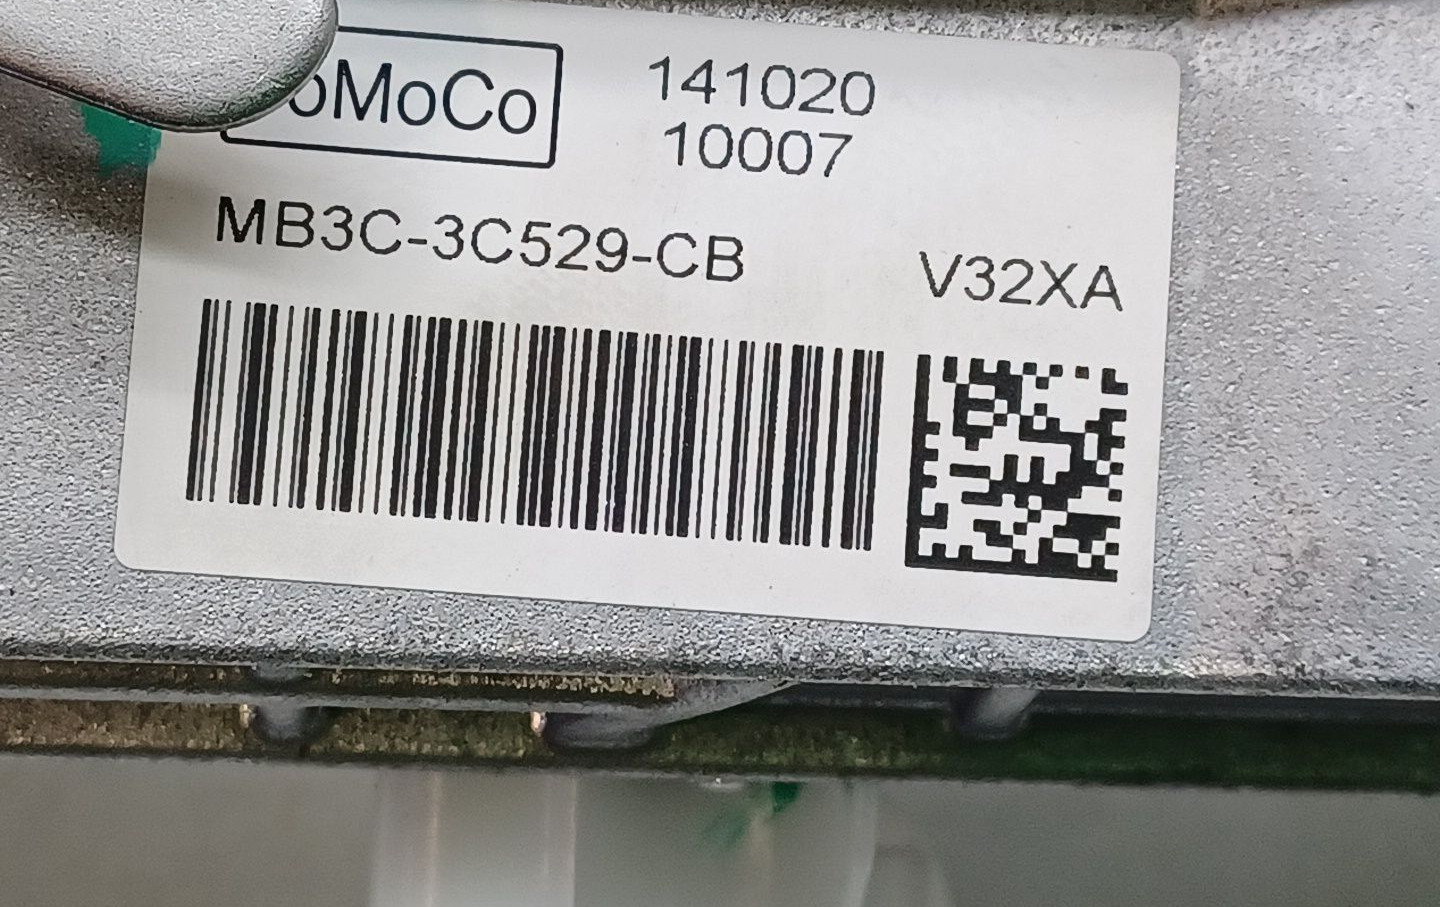 oMoCo
141020
10007
MB3C-3C529-CB
V32XA